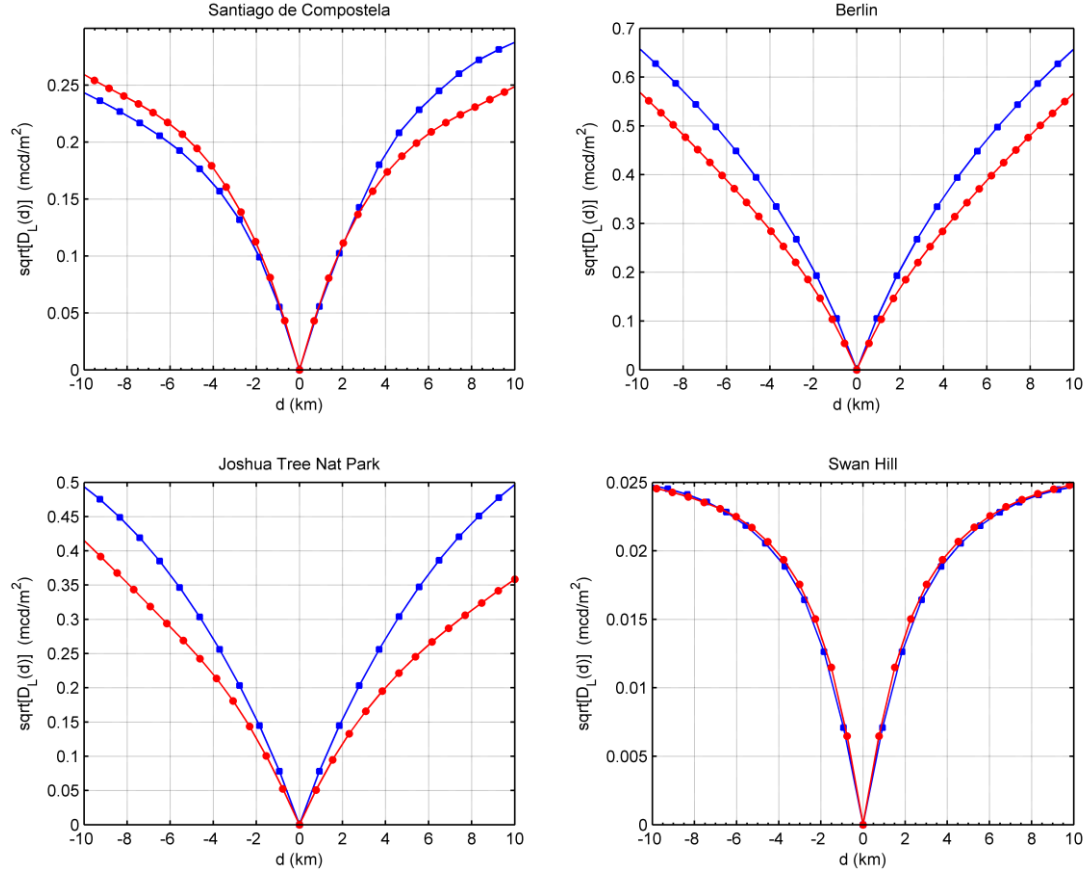 Santiago de Compostela
sqrt[D_L(d)] (mcd/m²)
0.25
0.2
0.15
0.1
0.05
0
-10 -8 -6 -4 -2 0 2 4 6 8 10
d (km)
Berlin
sqrt[D_L(d)] (mcd/m²)
0.7
0.6
0.5
0.4
0.3
0.2
0.1
0
-10 -8 -6 -4 -2 0 2 4 6 8 10
d (km)
Joshua Tree Nat Park
sqrt[D_L(d)] (mcd/m²)
0.5
0.45
0.4
0.35
0.3
0.25
0.2
0.15
0.1
0.05
0
-10 -8 -6 -4 -2 0 2 4 6 8 10
d (km)
Swan Hill
sqrt[D_L(d)] (mcd/m²)
0.025
0.02
0.015
0.01
0.005
0
-10 -8 -6 -4 -2 0 2 4 6 8 10
d (km)